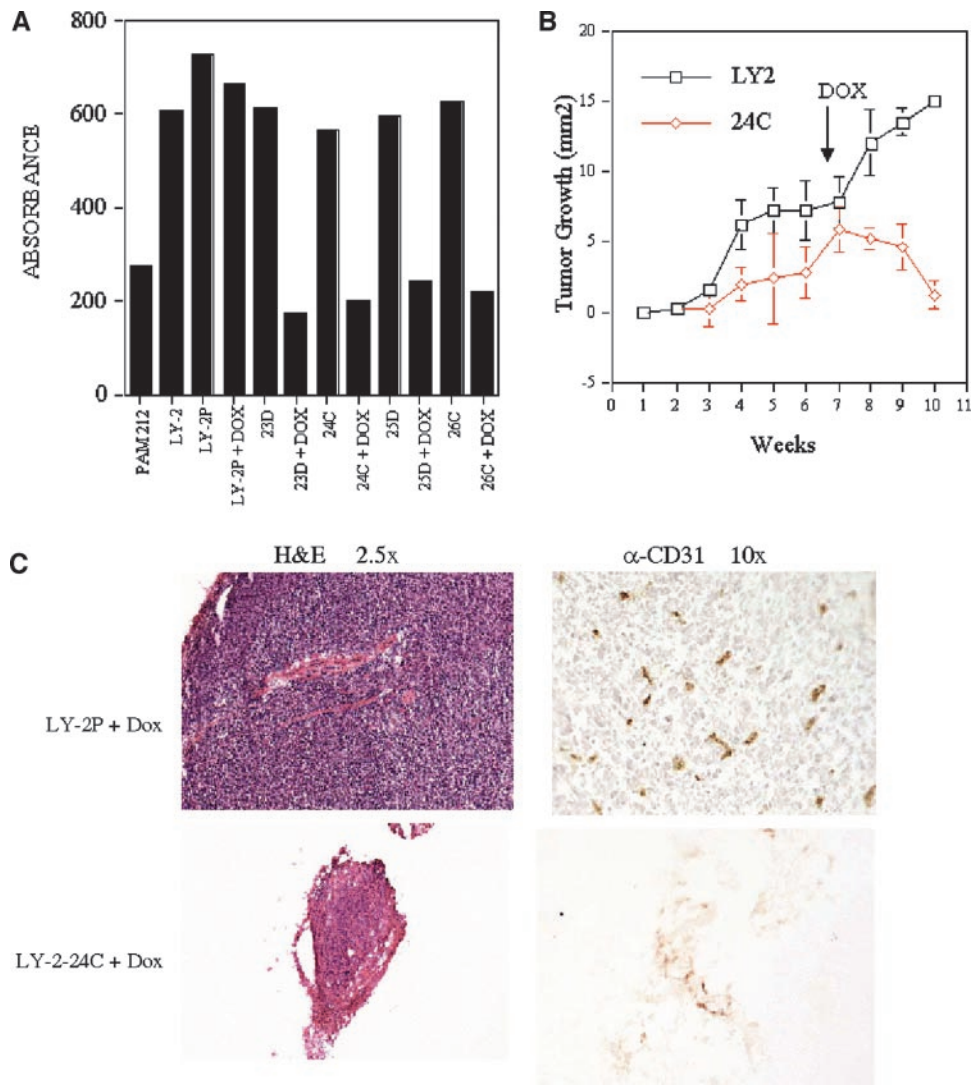 A
800
600
400
200
0
ABSORBANCE
PAM 212
LY-2
LY-2P
LY-2P + DOX
23D
23D + DOX
24C
24C + DOX
25D
25D + DOX
26C
26C + DOX
B
20
15
10
5
0
-5
Tumor Growth (mm2)
LY2
24C
DOX
0 1 2 3 4 5 6 7 8 9 10 11
Weeks
C
H&E 2.5x
α-CD31 10x
LY-2P + Dox
LY-2-24C + Dox